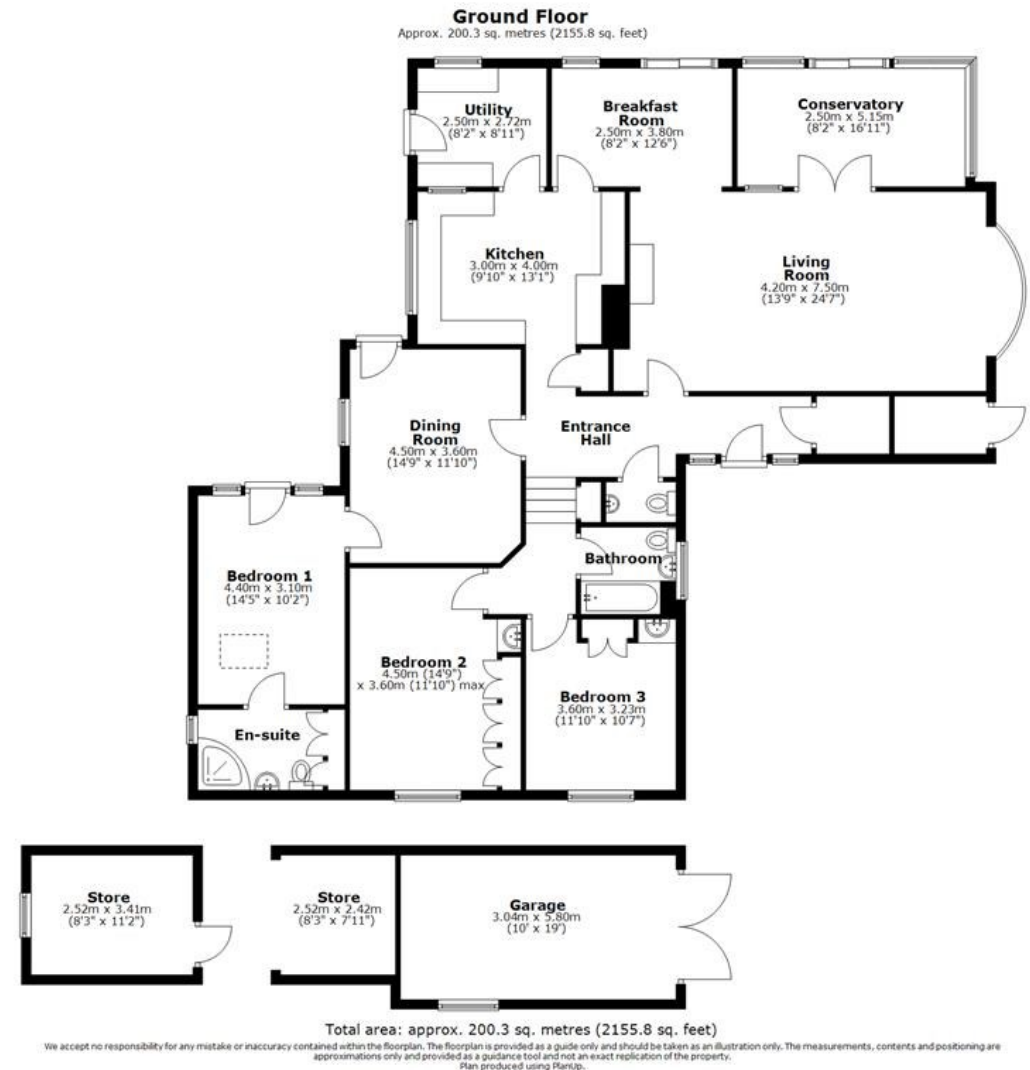 Ground Floor
Approx. 200.3 sq. metres (2155.8 sq. feet)
Utility
2.50m x 2.72m
(8'2" x 8'11")
Breakfast
Room
2.50m x 3.80m
(8'2" x 12'6")
Conservatory
2.50m x 5.15m
(8'2" x 16'11")
Kitchen
3.00m x 4.00m
(9'10" x 13'1")
Living
Room
4.20m x 7.50m
(13'9" x 24'7")
Dining
Room
4.50m x 3.60m
(14'9" x 11'10")
Entrance
Hall
Bathroom
Bedroom 1
4.40m x 3.10m
(14'5" x 10'2")
Bedroom 2
4.50m (14'9")
x 3.60m (11'10") max
Bedroom 3
3.60m x 3.23m
(11'10" x 10'7")
En-suite
Store
2.52m x 3.41m
(8'3" x 11'2")
Store
2.52m x 2.42m
(8'3" x 7'11")
Garage
3.04m x 5.80m
(10' x 19')
Total area: approx. 200.3 sq. metres (2155.8 sq. feet)
We accept no responsibility for any mistake or inaccuracy contained within the floorplan. The floorplan is provided as a guide only and should be taken as an illustration only. The measurements, contents and positioning are
approximations only and provided as a guidance tool and not an exact replication of the property.
Plan produced using PlanUp.